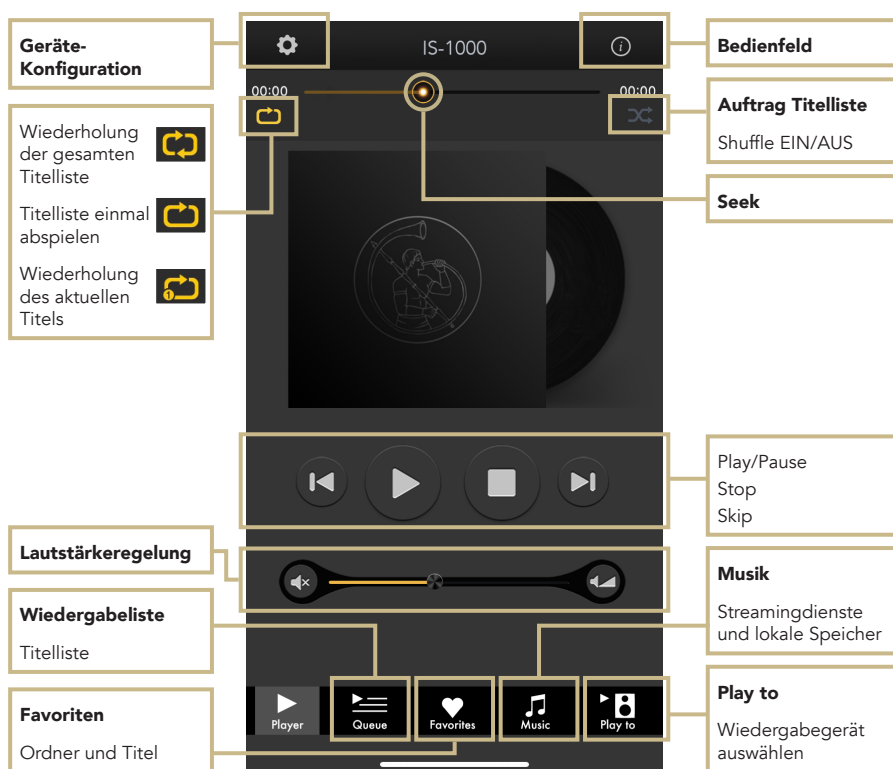 Geräte-
Konfiguration
Wiederholung
der gesamten
Titelliste
Titelliste einmal
abspielen
Wiederholung
des aktuellen
Titels
1
Lautstärkeregelung
Wiedergabeliste
Titelliste
Favoriten
Ordner und Titel
IS-1000
i
00:00
00:00
Player
Queue
Favorites
Music
Play to
Bedienfeld
Auftrag Titelliste
Shuffle EIN/AUS
Seek
Play/Pause
Stop
Skip
Musik
Streamingdienste
und lokale Speicher
Play to
Wiedergabegerät
auswählen